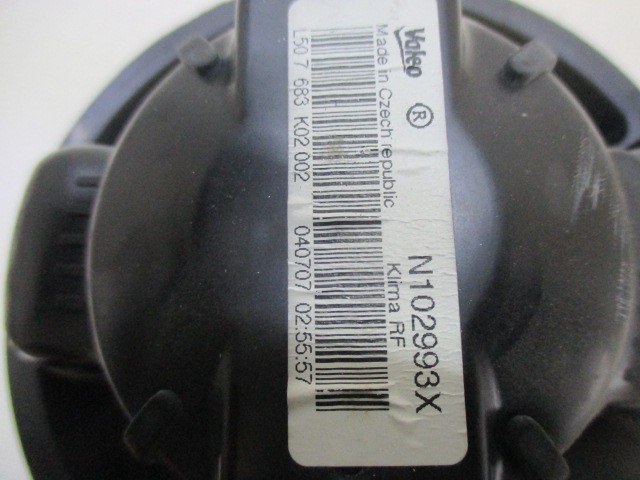 Valeo ®
Made in Czech republic
N102993X
Klima RF
L50 7 683 K02 002 040707 02:55:57